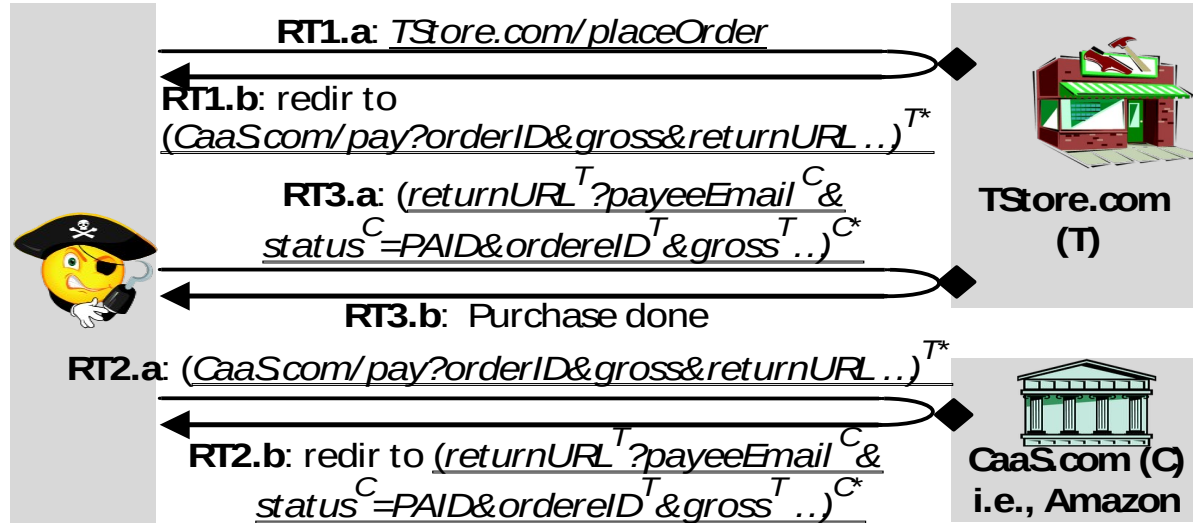 RT1.a: TStore.com/placeOrder
RT1.b: redir to
(CaaS.com/pay?orderID&gross&returnURL…)T*
RT3.a: (returnURLT?payeeEmailC&
statusC=PAID&ordereIDT&grossT…)C*
RT3.b: Purchase done
TStore.com
(T)
RT2.a: (CaaS.com/pay?orderID&gross&returnURL…)T*
RT2.b: redir to (returnURLT?payeeEmailC&
statusC=PAID&ordereIDT&grossT…)C*
CaaS.com (C)
i.e., Amazon